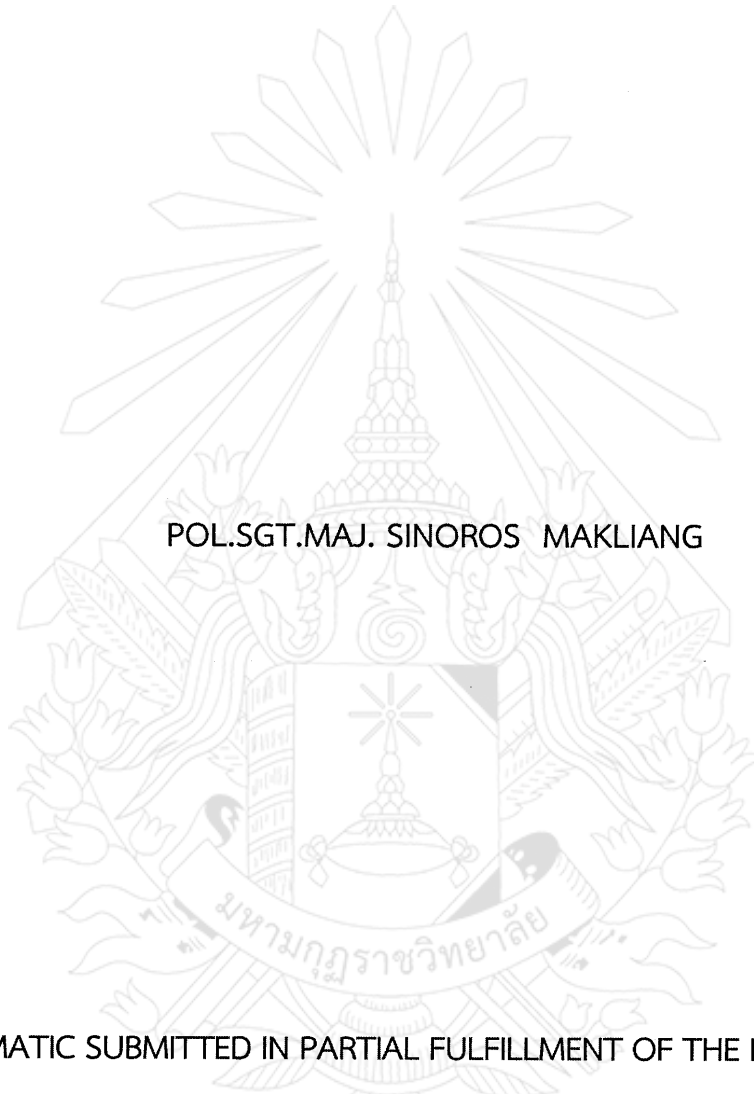 POL.SGT.MAJ. SINOROS MAKLIANG
มหามกุฏราชวิทยาลัย
MATIC SUBMITTED IN PARTIAL FULFILLMENT OF THE